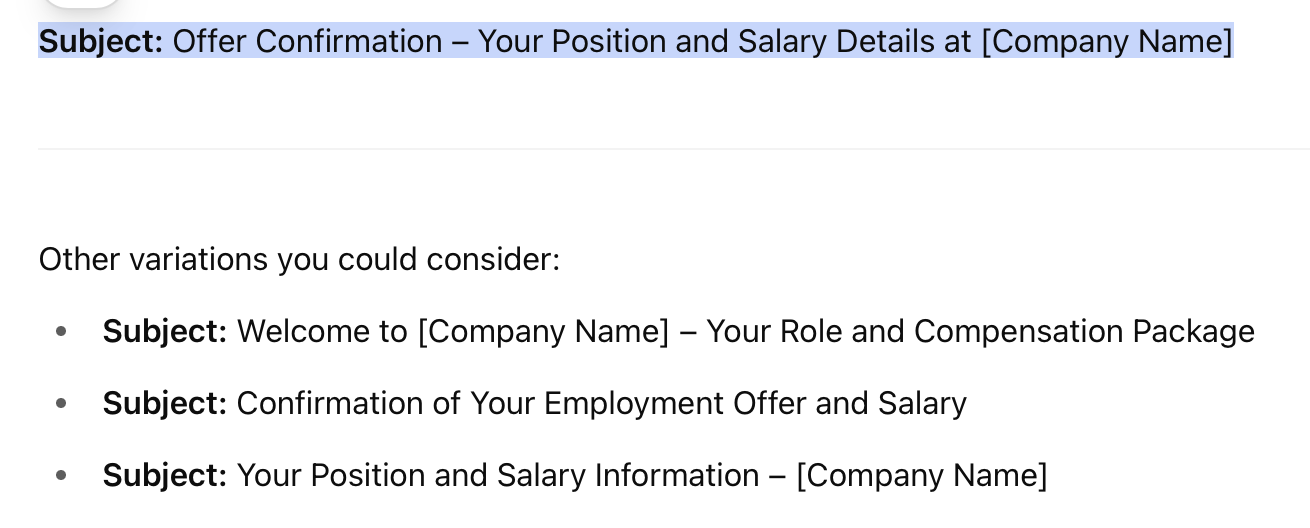 Subject: Offer Confirmation – Your Position and Salary Details at [Company Name]
Other variations you could consider:
• Subject: Welcome to [Company Name] – Your Role and Compensation Package
• Subject: Confirmation of Your Employment Offer and Salary
• Subject: Your Position and Salary Information – [Company Name]